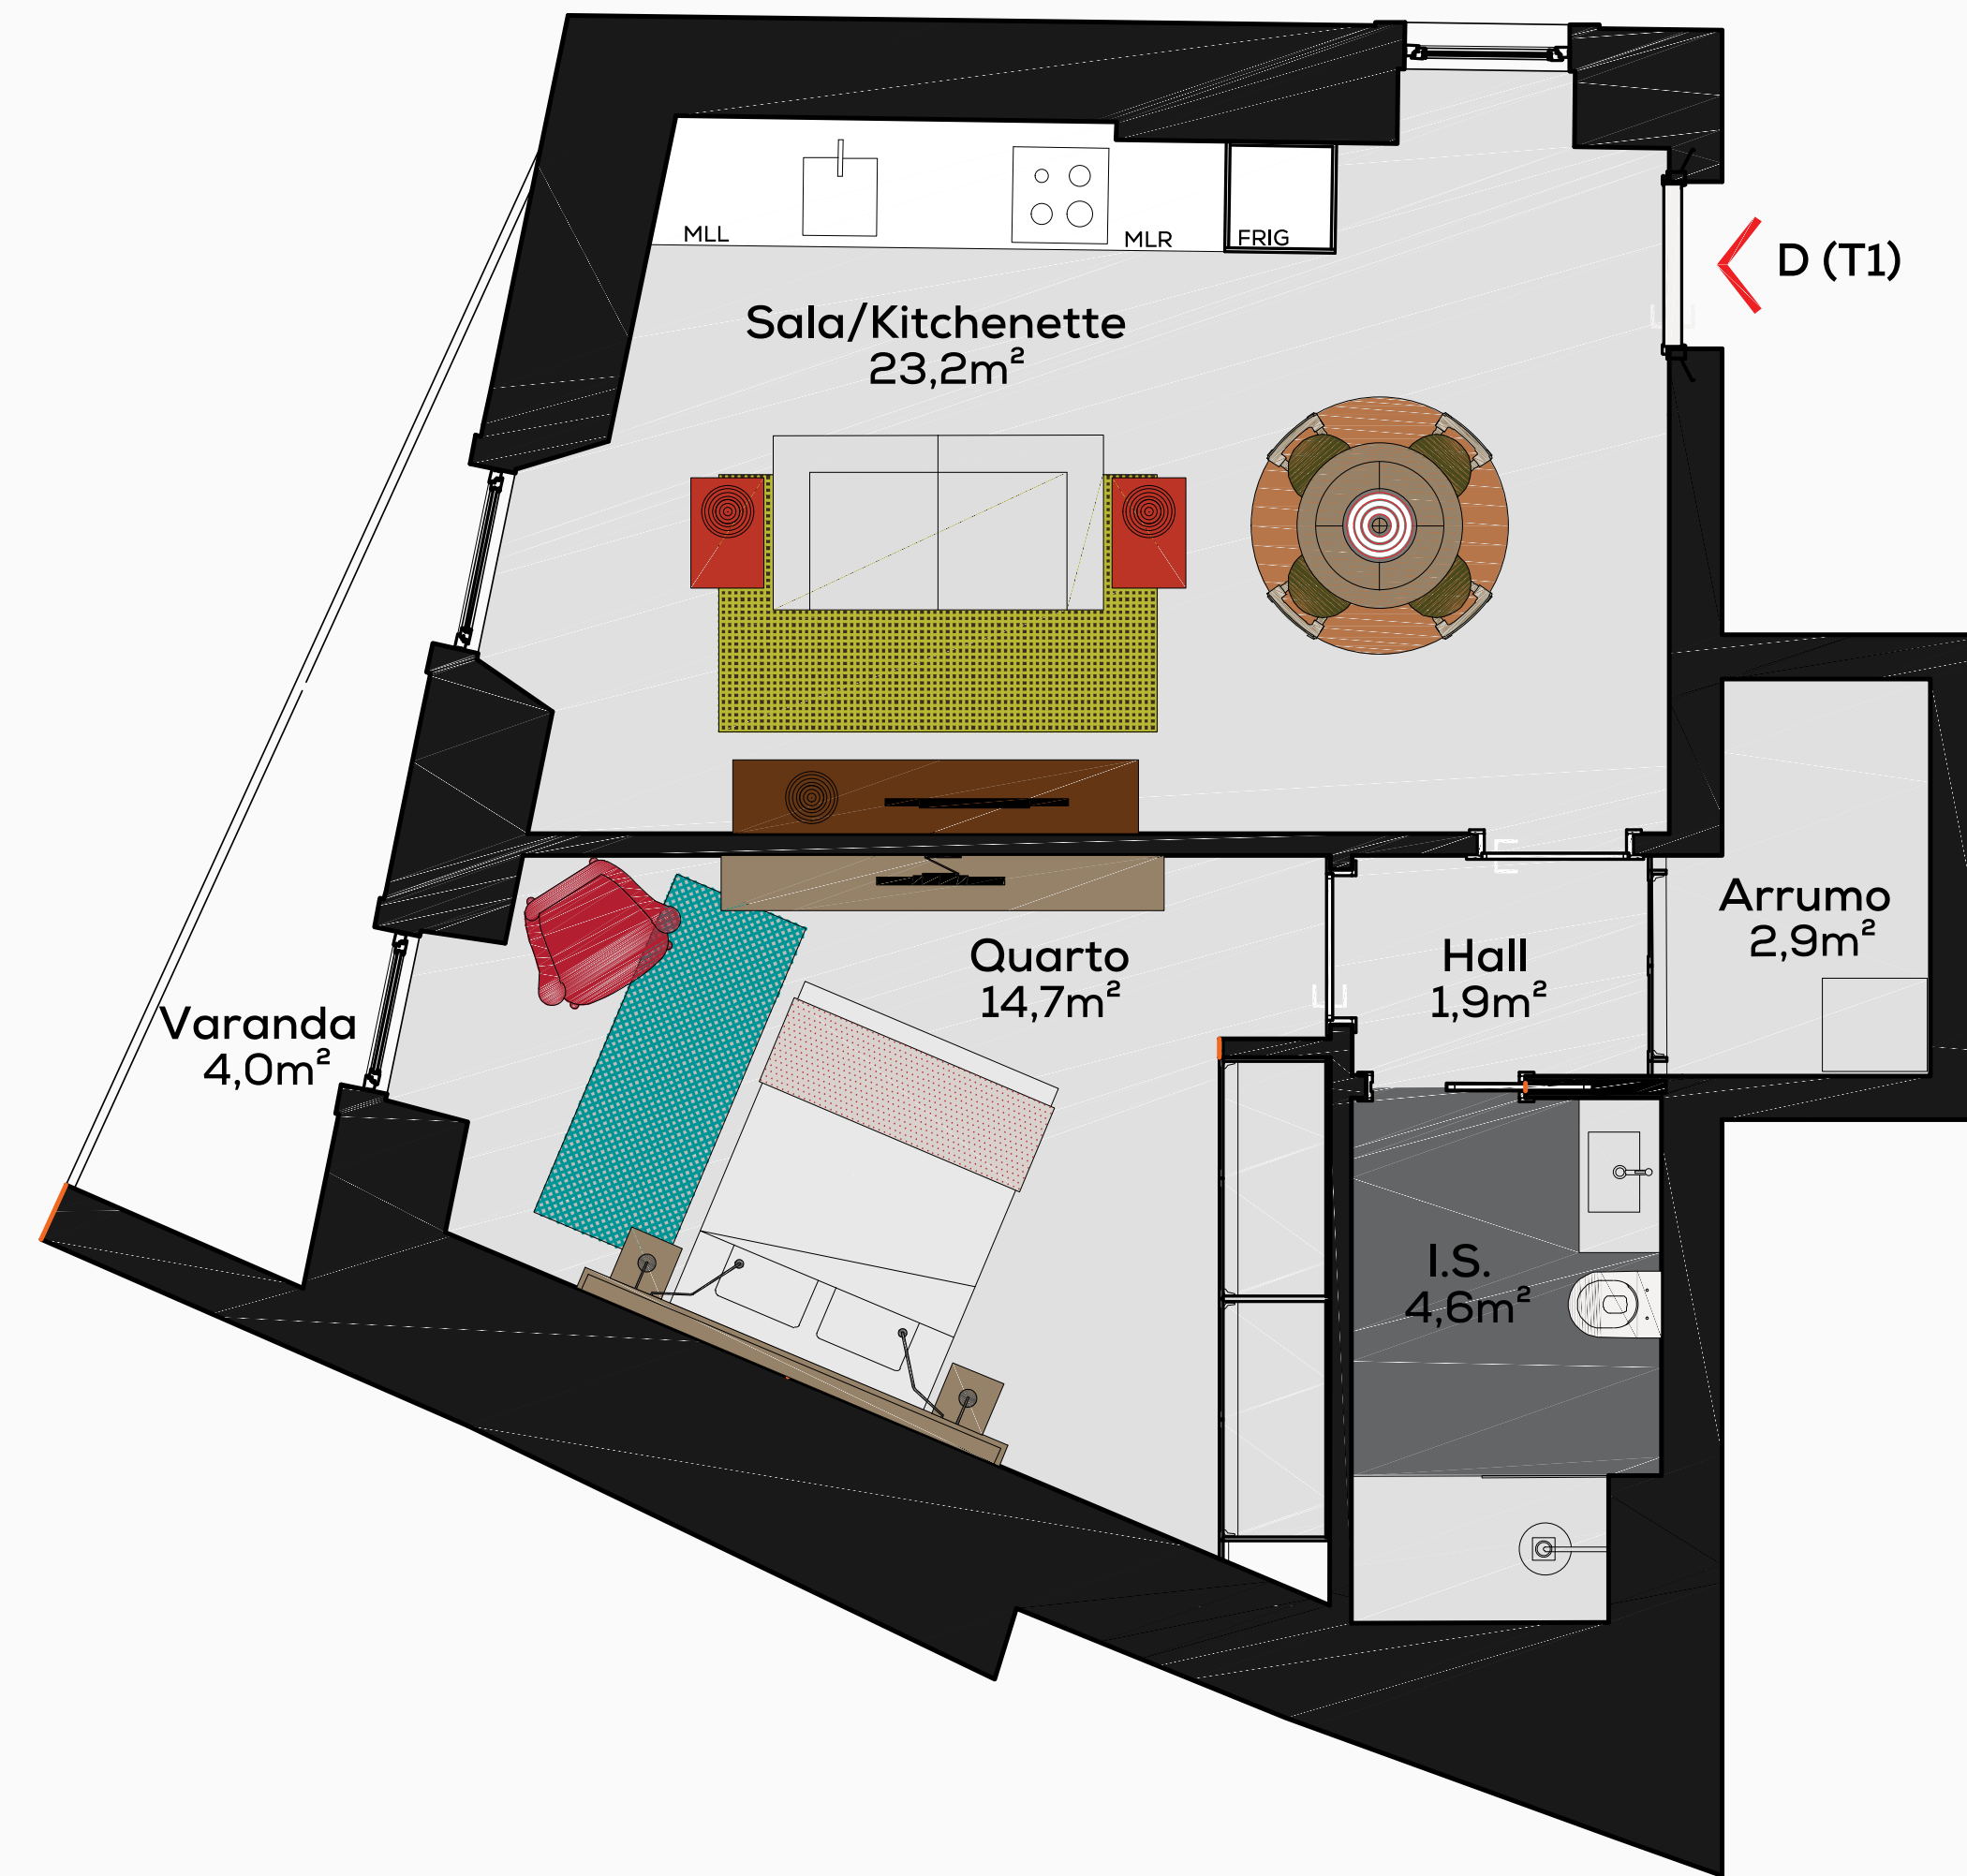 MLL
MLR
FRIG
D (T1)
Sala/Kitchenette
23,2m²
Arrumo
2,9m²
Quarto
14,7m²
Hall
1,9m²
Varanda
4,0m²
I.S.
4,6m²